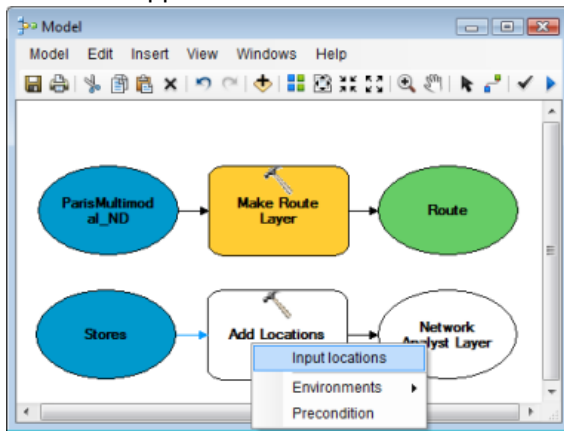 Model
Model Edit Insert View Windows Help
ParisMultimod
al_ND
Make Route
Layer
Route
Stores
Add Locations
Network
Analyst Layer
Input locations
Environments
Precondition